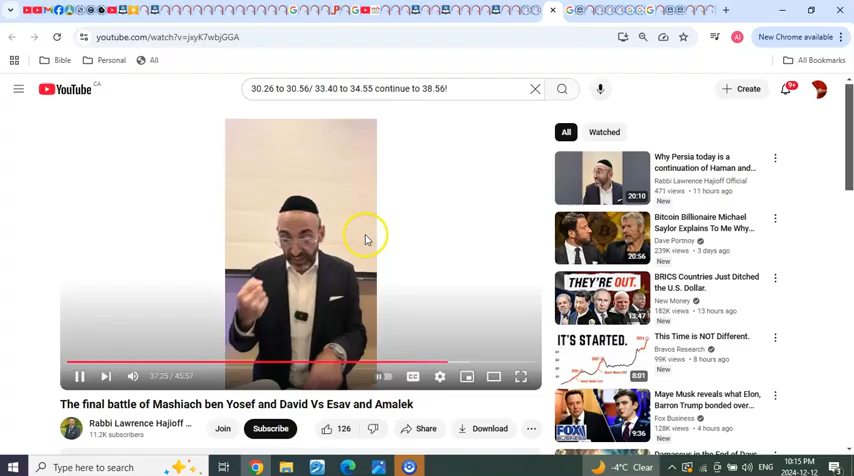 youtube.com/watch?v=jxyK7wbjGGA
New Chrome available
Bible
Personal
All
All Bookmarks
YouTube CA
30.26 to 30.56/ 33.40 to 34.55 continue to 38.56!
Create
9+
All
Watched
Why Persia today is a
continuation of Haman and...
Rabbi Lawrence Hajioff Official
471 views • 11 hours ago
New
20:10
Bitcoin Billionaire Michael
Saylor Explains To Me Why...
Dave Portnoy
239K views • 3 days ago
New
20:56
BRICS Countries Just Ditched
the U.S. Dollar.
New Money
182K views • 13 hours ago
New
THEY'RE OUT.
13:47
This Time is NOT Different.
Bravos Research
99K views • 8 hours ago
New
IT'S STARTED.
8:01
Maye Musk reveals what Elon,
Barron Trump bonded over...
Fox Business
128K views • 4 hours ago
New
FOX
9:36
Damascus in the End of Days
37:25 / 45:57
The final battle of Mashiach ben Yosef and David Vs Esav and Amalek
Rabbi Lawrence Hajioff ...
11.2K subscribers
Join
Subscribe
126
Share
Download
Type here to search
-4°C Clear
10:15 PM
2024-12-12